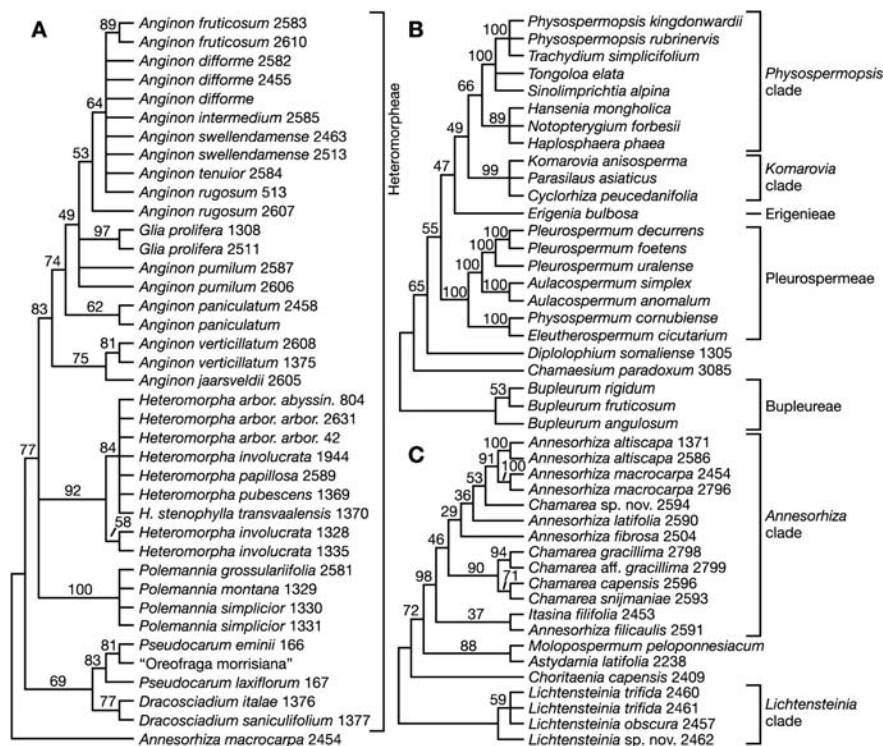 A
89
Anginon fruticosum 2583
Anginon fruticosum 2610
Anginon difforme 2582
Anginon difforme 2455
Anginon difforme
64
Anginon intermedium 2585
Anginon swellendamense 2463
Anginon swellendamense 2513
53
Anginon tenuior 2584
Anginon rugosum 513
Anginon rugosum 2607
49
97
Glia prolifera 1308
Glia prolifera 2511
74
Anginon pumilum 2587
Anginon pumilum 2606
83
62
Anginon paniculatum 2458
Anginon paniculatum
81
Anginon verticillatum 2608
75
Anginon verticillatum 1375
Anginon jaarsveldii 2605
Heteromorpha arbor. abyssin. 804
Heteromorpha arbor. arbor. 2631
Heteromorpha arbor. arbor. 42
77
84
Heteromorpha involucrata 1944
Heteromorpha papillosa 2589
92
Heteromorpha pubescens 1369
H. stenophylla transvaalensis 1370
58
Heteromorpha involucrata 1328
Heteromorpha involucrata 1335
Polemannia grossulariifolia 2581
100
Polemannia montana 1329
Polemannia simplicior 1330
Polemannia simplicior 1331
81
Pseudocarum eminii 166
83
"Oreofraga morrisiana"
69
Pseudocarum laxiflorum 167
77
Dracosciadium italae 1376
Dracosciadium saniculifolium 1377
Annesorhiza macrocarpa 2454
Heteromorpheae
B
Physospermopsis kingdonwardii
100
Physospermopsis rubrinervis
100
Trachydium simplicifolium
Tongoloa elata
66
Sinolimprichtia alpina
Hansenia mongholica
49
89
Notopterygium forbesii
Haplosphaera phaea
Physospermopsis
clade
47
99
Komarovia anisosperma
Parasilaus asiaticus
Cyclorhiza peucedanifolia
Komarovia
clade
Erigenia bulbosa
Erigenieae
55
100
Pleurospermum decurrens
100
Pleurospermum foetens
100
Pleurospermum uralense
65
100
Aulacospermum simplex
100
Aulacospermum anomalum
100
Physospermum cornubiense
Eleutherospermum cicutarium
Pleurospermeae
Diplolophium somaliense 1305
Chamaesium paradoxum 3085
53
Bupleurum rigidum
Bupleurum fruticosum
Bupleurum angulosum
Bupleureae
C
100
Annesorhiza altiscapa 1371
91
Annesorhiza altiscapa 2586
100
Annesorhiza macrocarpa 2454
53
Annesorhiza macrocarpa 2796
36
Chamarea sp. nov. 2594
29
Annesorhiza latifolia 2590
Annesorhiza fibrosa 2504
46
94
Chamarea gracillima 2798
90
Chamarea aff. gracillima 2799
71
Chamarea capensis 2596
Chamarea snijmaniae 2593
98
37
Itasina filifolia 2453
Annesorhiza filicaulis 2591
Annesorhiza
clade
72
88
Molopospermum peloponnesiacum
Astydamia latifolia 2238
Choritaenia capensis 2409
59
Lichtensteinia trifida 2460
Lichtensteinia trifida 2461
Lichtensteinia obscura 2457
Lichtensteinia sp. nov. 2462
Lichtensteinia
clade